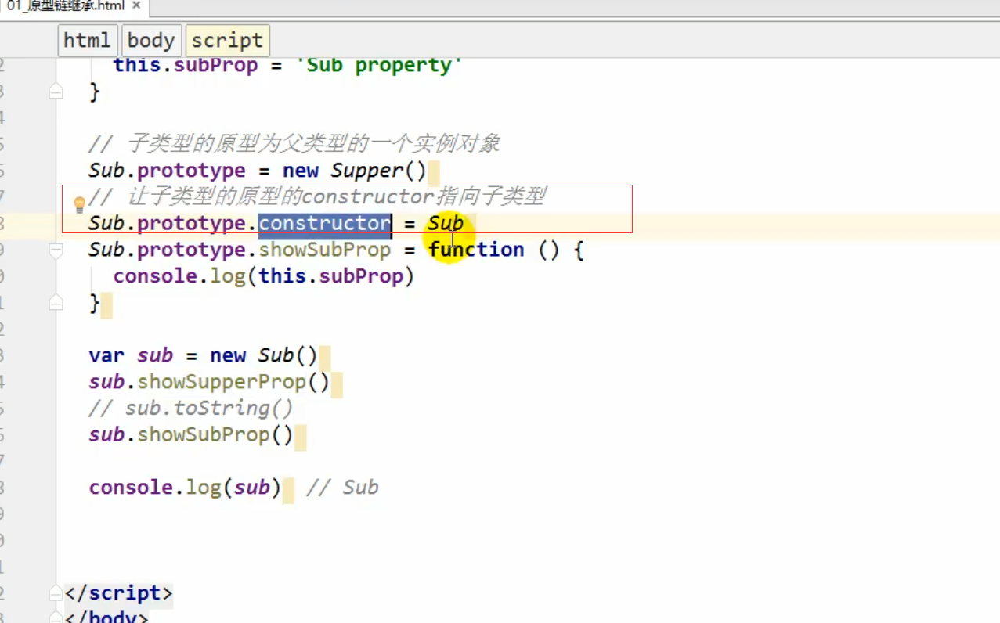 01_原型链继承.html ×
html body script
this.subProp = 'Sub property'
}
// 子类型的原型为父类型的一个实例对象
Sub.prototype = new Supper()
// 让子类型的原型的constructor指向子类型
Sub.prototype.constructor = Sub
Sub.prototype.showSubProp = function () {
console.log(this.subProp)
}
var sub = new Sub()
sub.showSupperProp()
// sub.toString()
sub.showSubProp()
console.log(sub) // Sub
</script>
</body>